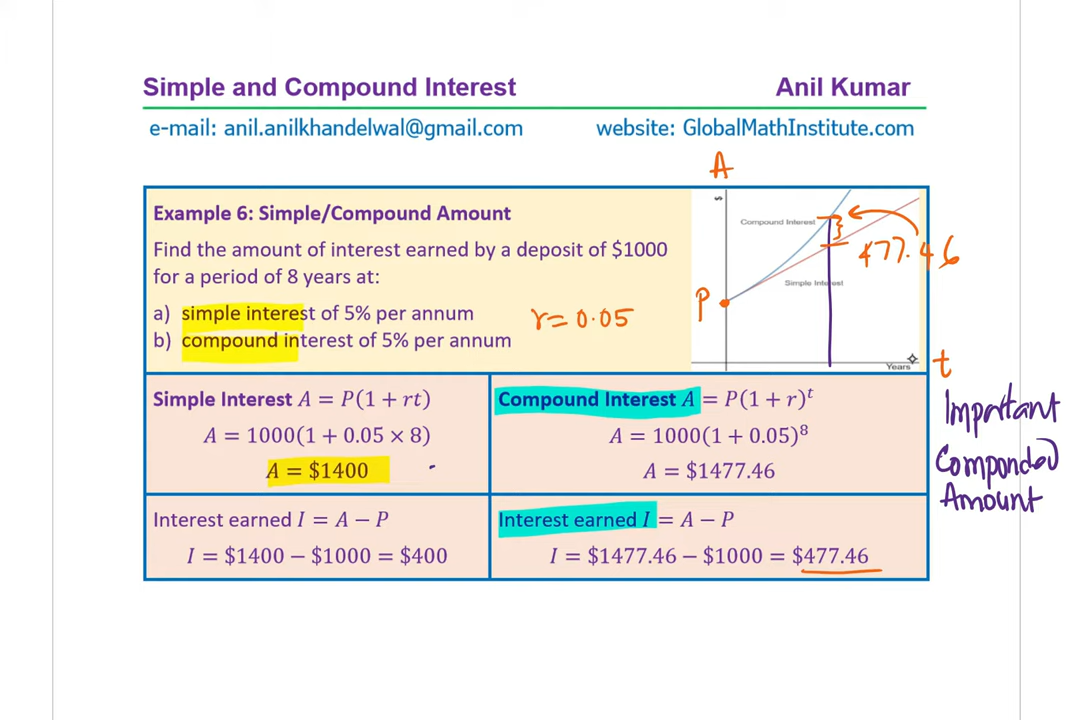 Simple and Compound Interest
Anil Kumar
e-mail: anil.anilkhandelwal@gmail.com
website: GlobalMathInstitute.com
Example 6: Simple/Compound Amount
Find the amount of interest earned by a deposit of $1000
for a period of 8 years at:
a) simple interest of 5% per annum
b) compound interest of 5% per annum
r = 0.05
A
$
Compound Interest
477.46
Simple Interest
P
Years
t
Simple Interest A = P(1 + rt)
A = 1000(1 + 0.05 × 8)
A = $1400
Compound Interest A = P(1 + r)ᵗ
A = 1000(1 + 0.05)⁸
A = $1477.46
Important
Componded
Amount
Interest earned I = A − P
I = $1400 − $1000 = $400
Interest earned I = A − P
I = $1477.46 − $1000 = $477.46